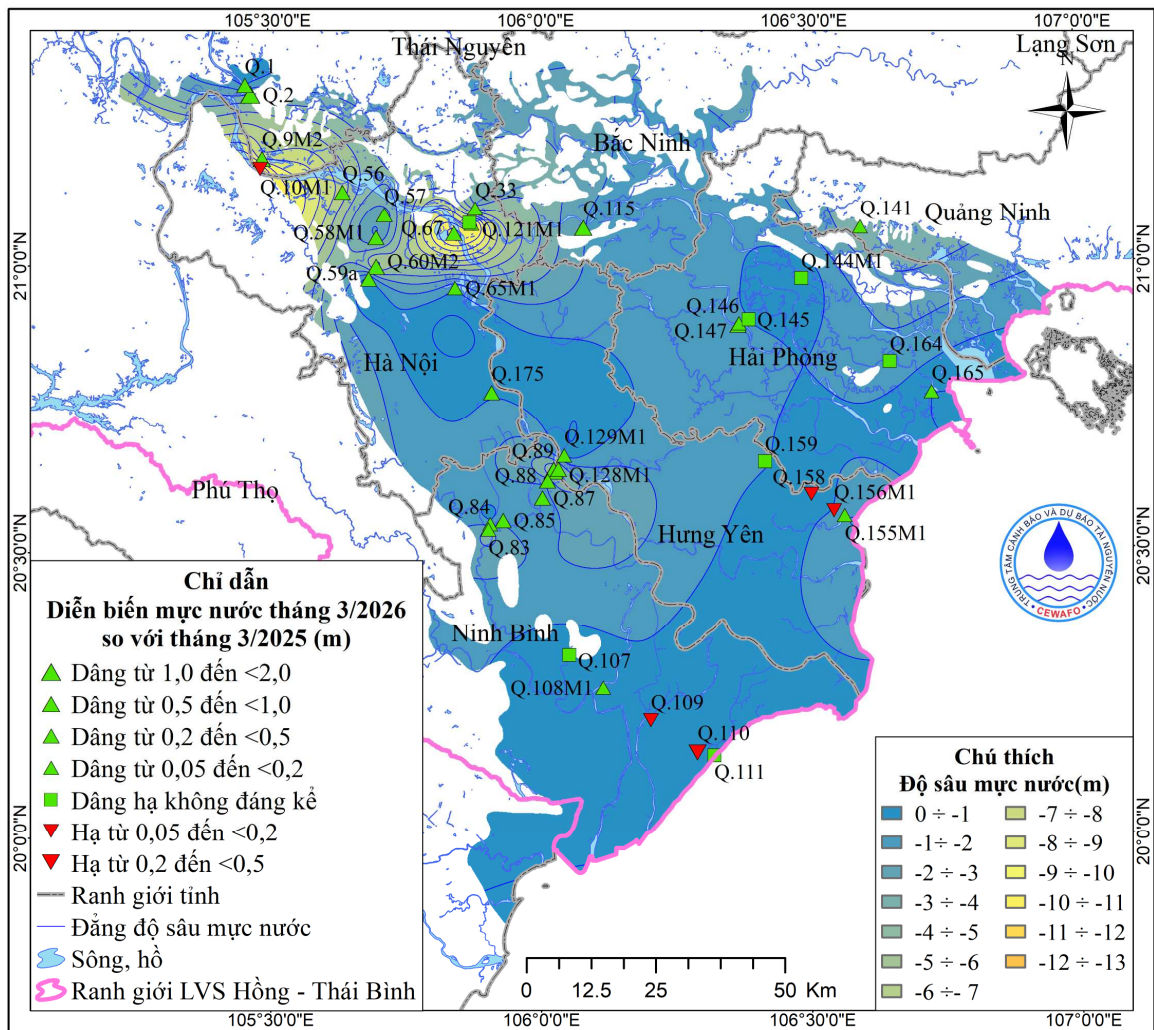 105°30'0"E
106°0'0"E
106°30'0"E
107°0'0"E
Thái Nguyên
Lạng Sơn
N
Q.1
Q.2
Bắc Ninh
Q.9M2
Q.10M1
Q.56
Q.57
Q.33
Q.115
Q.141
Quảng Ninh
Q.58M1
Q.67
Q.121M1
Q.60M2
Q.59a
Q.65M1
Q.144M1
21°0'0"N
21°0'0"N
Q.146
Q.145
Q.147
Hải Phòng
Q.164
Hà Nội
Q.175
Q.165
Q.129M1
Q.89
Q.159
Q.88
Q.128M1
Q.158
Q.156M1
Phú Thọ
Q.87
Q.84
Q.85
Q.155M1
Q.83
Hưng Yên
20°30'0"N
20°30'0"N
TRUNG TÂM CẢNH BÁO VÀ DỰ BÁO TÀI NGUYÊN NƯỚC
CEWAFO
Ninh Bình
Q.107
Q.108M1
Q.109
Q.110
Q.111
20°0'0"N
20°0'0"N
Chỉ dẫn
Diễn biến mực nước tháng 3/2026
so với tháng 3/2025 (m)
Dâng từ 1,0 đến <2,0
Dâng từ 0,5 đến <1,0
Dâng từ 0,2 đến <0,5
Dâng từ 0,05 đến <0,2
Dâng hạ không đáng kể
Hạ từ 0,05 đến <0,2
Hạ từ 0,2 đến <0,5
Ranh giới tỉnh
Đẳng độ sâu mực nước
Sông, hồ
Ranh giới LVS Hồng - Thái Bình
0 12.5 25 50 Km
Chú thích
Độ sâu mực nước(m)
0 ÷ -1
-1÷ -2
-2 ÷ -3
-3 ÷ -4
-4 ÷ -5
-5 ÷ -6
-6 ÷- 7
-7 ÷ -8
-8 ÷ -9
-9 ÷ -10
-10 ÷ -11
-11 ÷ -12
-12 ÷ -13
105°30'0"E
106°0'0"E
106°30'0"E
107°0'0"E